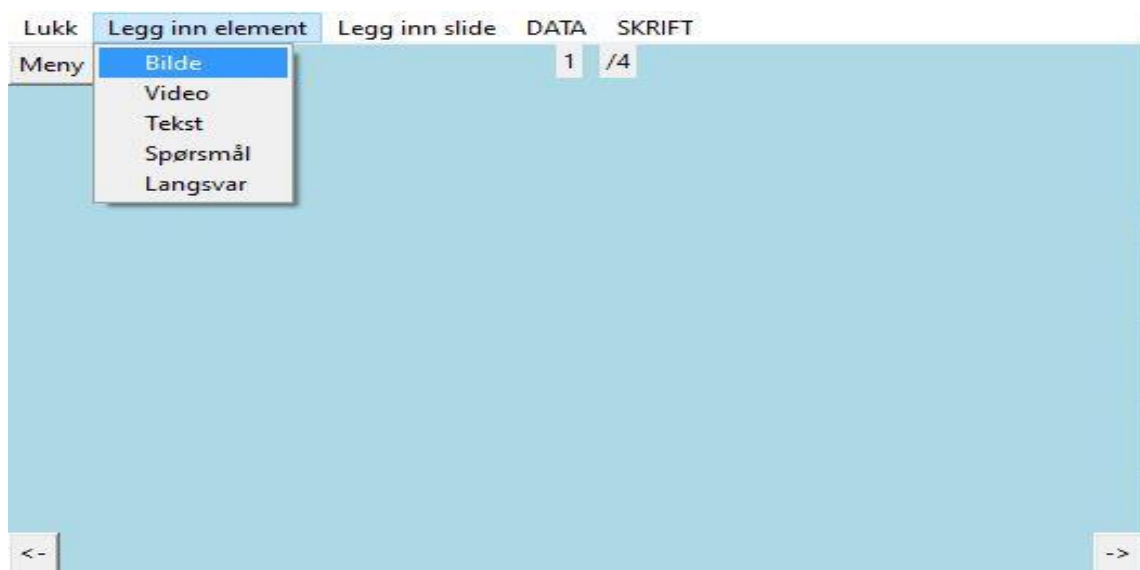 Lukk Legg inn element Legg inn slide DATA SKRIFT
Meny Bilde 1 /4
Video
Tekst
Spørsmål
Langsvar
<- ->